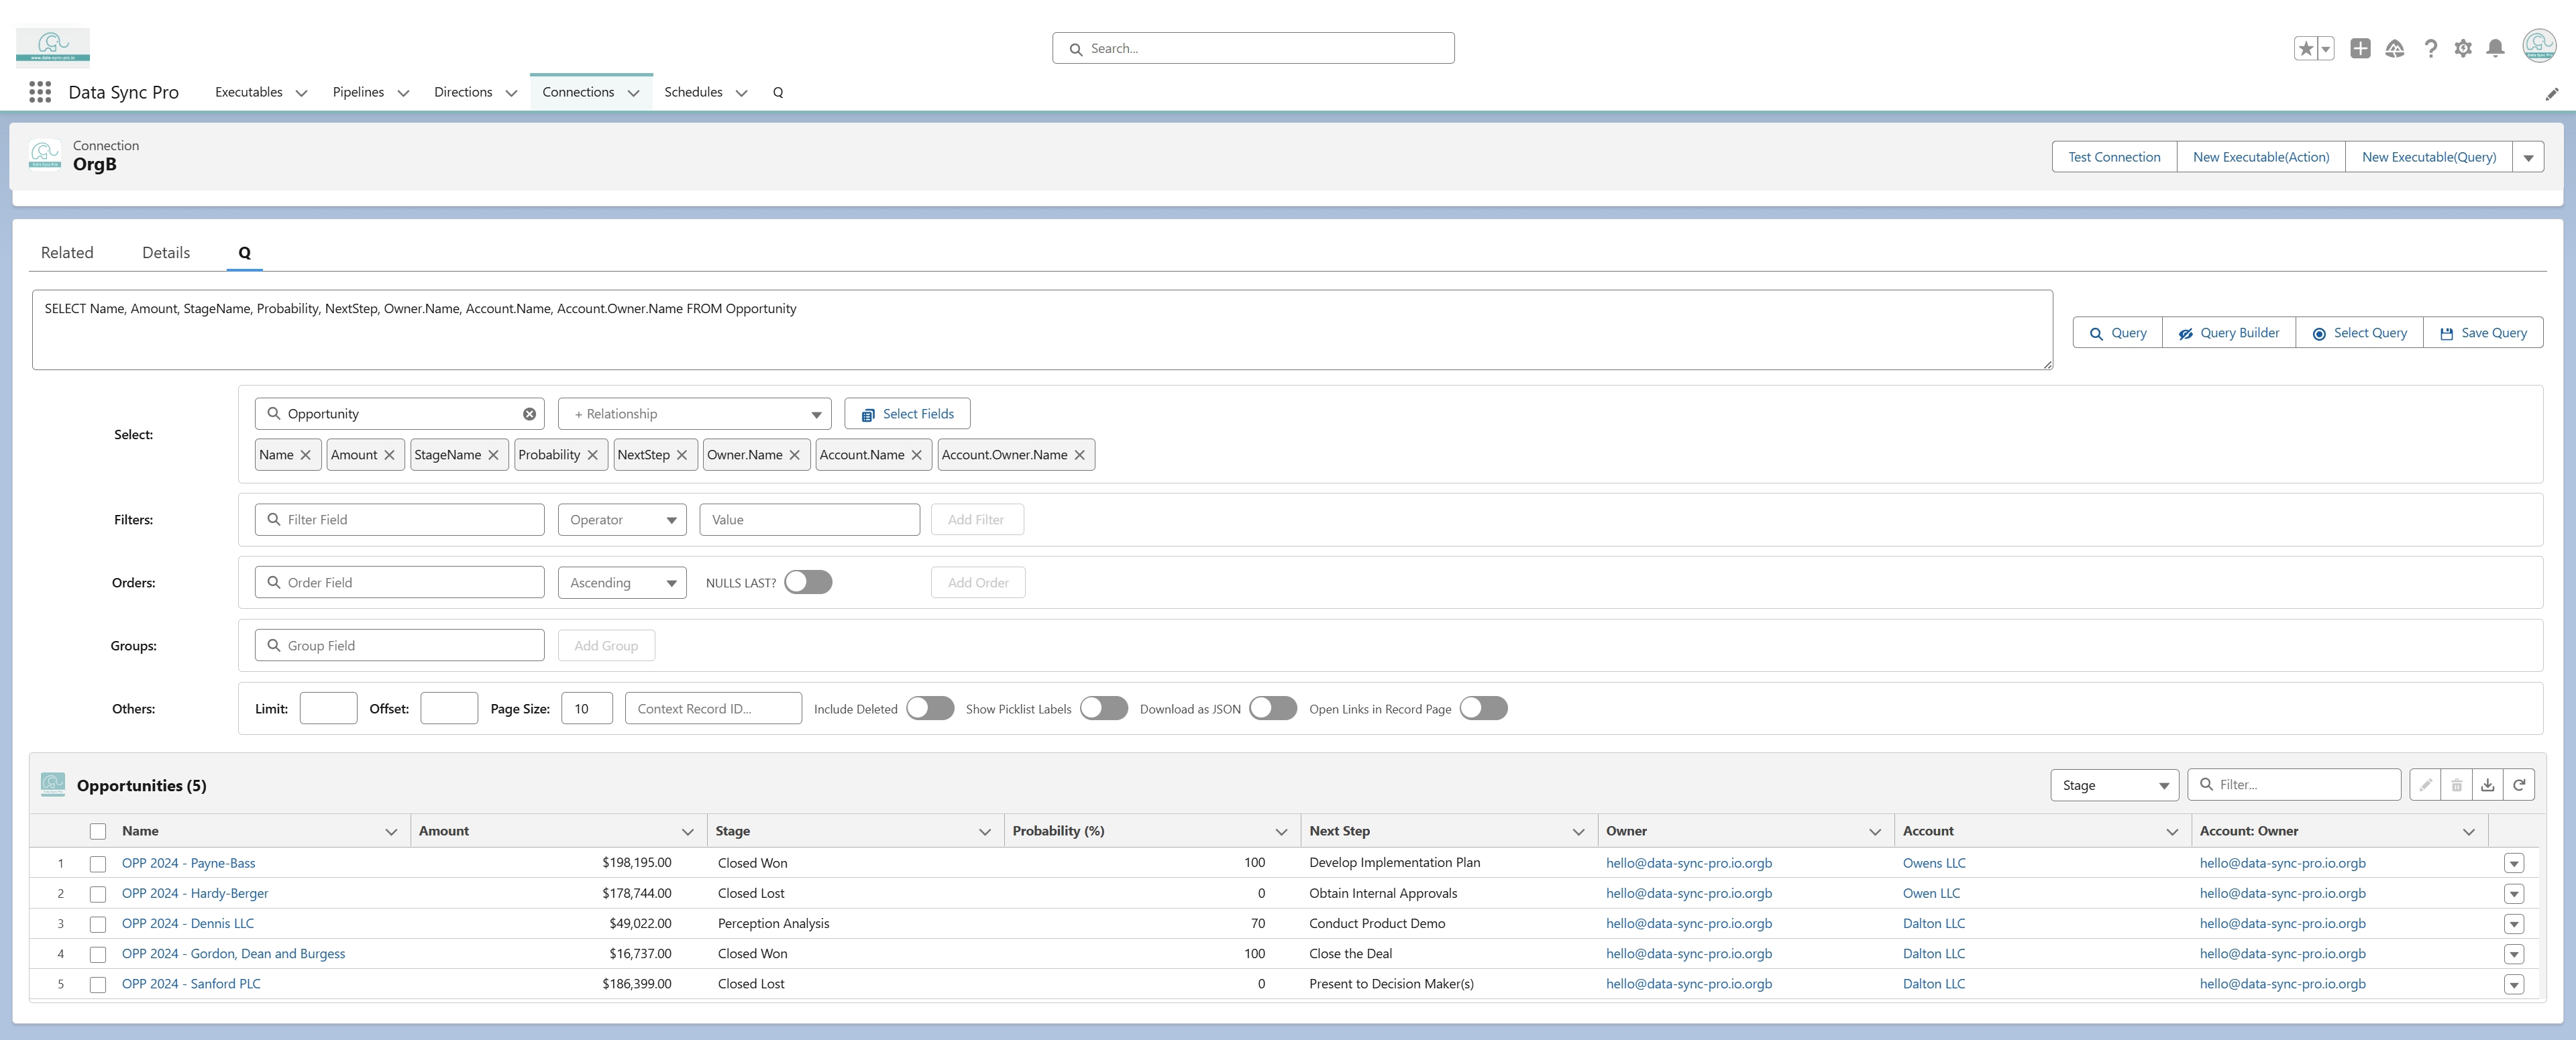 www.data-sync-pro.io
Search...
Data Sync Pro
Executables
Pipelines
Directions
Connections
Schedules
Q
Connection
OrgB
Test Connection
New Executable(Action)
New Executable(Query)
Related
Details
Q
SELECT Name, Amount, StageName, Probability, NextStep, Owner.Name, Account.Name, Account.Owner.Name FROM Opportunity
Query
Query Builder
Select Query
Save Query
Select:
Opportunity
+ Relationship
Select Fields
Name
Amount
StageName
Probability
NextStep
Owner.Name
Account.Name
Account.Owner.Name
Filters:
Filter Field
Operator
Value
Add Filter
Orders:
Order Field
Ascending
NULLS LAST?
Add Order
Groups:
Group Field
Add Group
Others:
Limit:
Offset:
Page Size:
10
Context Record ID...
Include Deleted
Show Picklist Labels
Download as JSON
Open Links in Record Page
Opportunities (5)
Stage
Filter...
Name Amount Stage Probability (%) Next Step Owner Account Account: Owner
1 OPP 2024 - Payne-Bass $198,195.00 Closed Won 100 Develop Implementation Plan hello@data-sync-pro.io.orgb Owens LLC hello@data-sync-pro.io.orgb
2 OPP 2024 - Hardy-Berger $178,744.00 Closed Lost 0 Obtain Internal Approvals hello@data-sync-pro.io.orgb Owen LLC hello@data-sync-pro.io.orgb
3 OPP 2024 - Dennis LLC $49,022.00 Perception Analysis 70 Conduct Product Demo hello@data-sync-pro.io.orgb Dalton LLC hello@data-sync-pro.io.orgb
4 OPP 2024 - Gordon, Dean and Burgess $16,737.00 Closed Won 100 Close the Deal hello@data-sync-pro.io.orgb Dalton LLC hello@data-sync-pro.io.orgb
5 OPP 2024 - Sanford PLC $186,399.00 Closed Lost 0 Present to Decision Maker(s) hello@data-sync-pro.io.orgb Dalton LLC hello@data-sync-pro.io.orgb